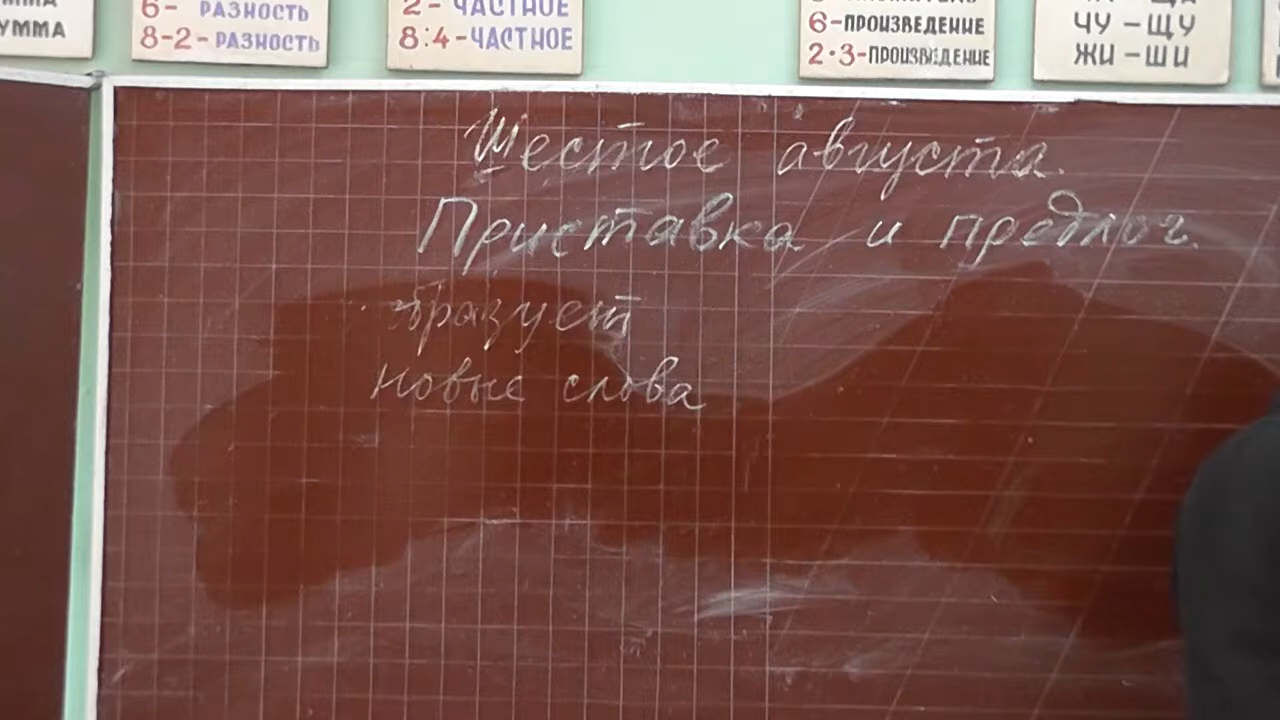 УММА
6- РАЗНОСТЬ
8-2-РАЗНОСТЬ
2- ЧАСТНОЕ
8:4-ЧАСТНОЕ
6-ПРОИЗВЕДЕНИЕ
2·3-ПРОИЗВЕДЕНИЕ
ЧУ – ЩУ
ЖИ – ШИ
Шестое августа.
Приставка и предлог.
образует
новые слова